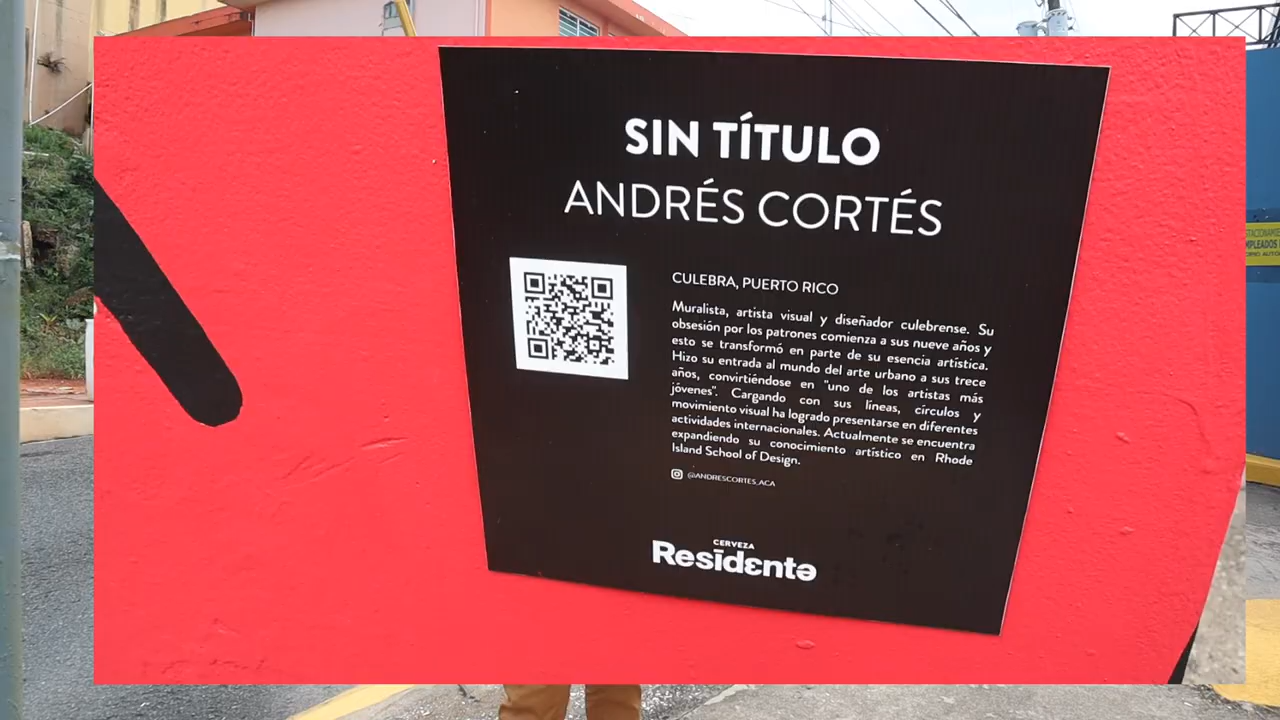 SIN TÍTULO
ANDRÉS CORTÉS
CULEBRA, PUERTO RICO
Muralista, artista visual y diseñador culebrense. Su
obsesión por los patrones comienza a sus nueve años y
esto se transformó en parte de su esencia artística.
Hizo su entrada al mundo del arte urbano a sus trece
años, convirtiéndose en "uno de los artistas más
jóvenes". Cargando con sus líneas, círculos y
movimiento visual ha logrado presentarse en diferentes
actividades internacionales. Actualmente se encuentra
expandiendo su conocimiento artístico en Rhode
Island School of Design.
@ANDRESCORTES_ACA
CERVEZA
Resīdɛntə